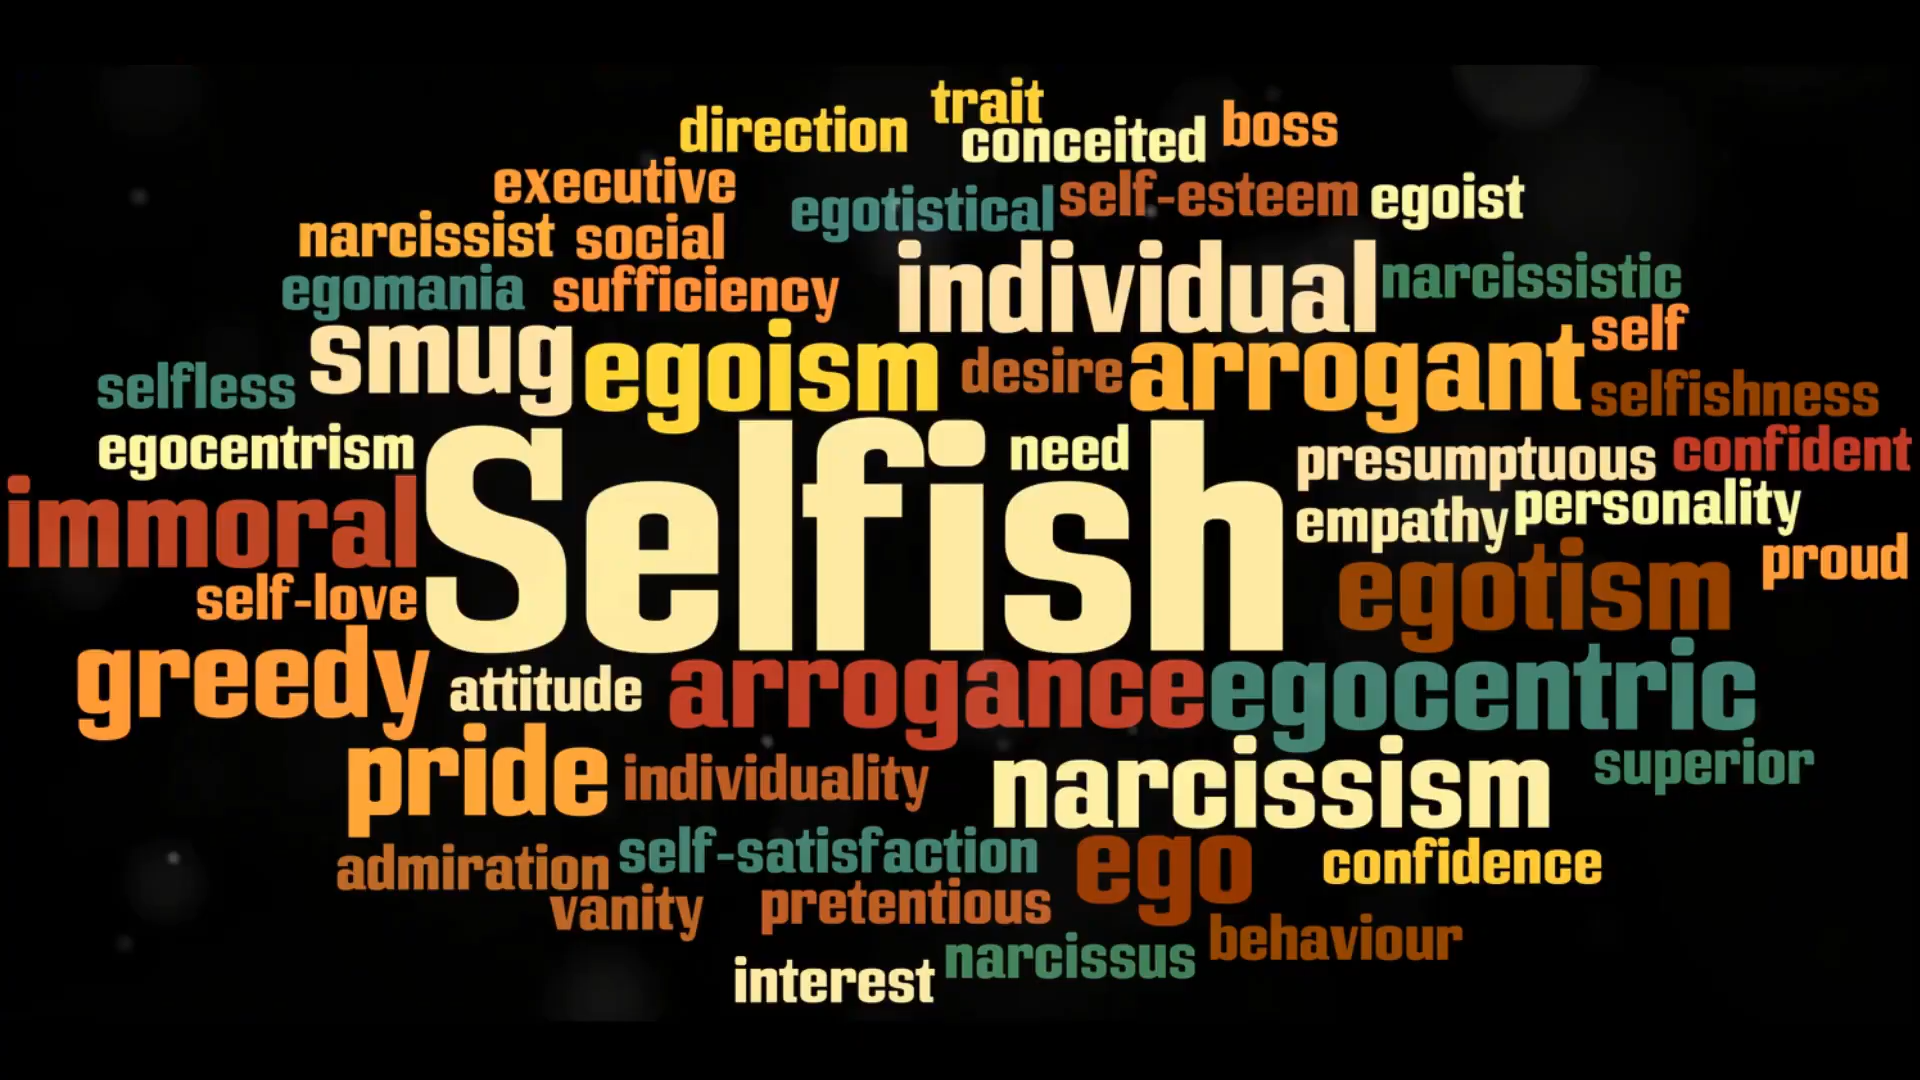 trait
direction
conceited
boss
executive
egotistical
self-esteem
egoist
narcissist
social
individual
narcissistic
egomania
sufficiency
smug
egoism
desire
arrogant
self
selfless
selfishness
egocentrism
Selfish
need
presumptuous
confident
immoral
empathy
personality
self-love
egotism
proud
greedy
attitude
arrogance
egocentric
pride
individuality
narcissism
superior
admiration
self-satisfaction
ego
confidence
vanity
pretentious
behaviour
interest
narcissus